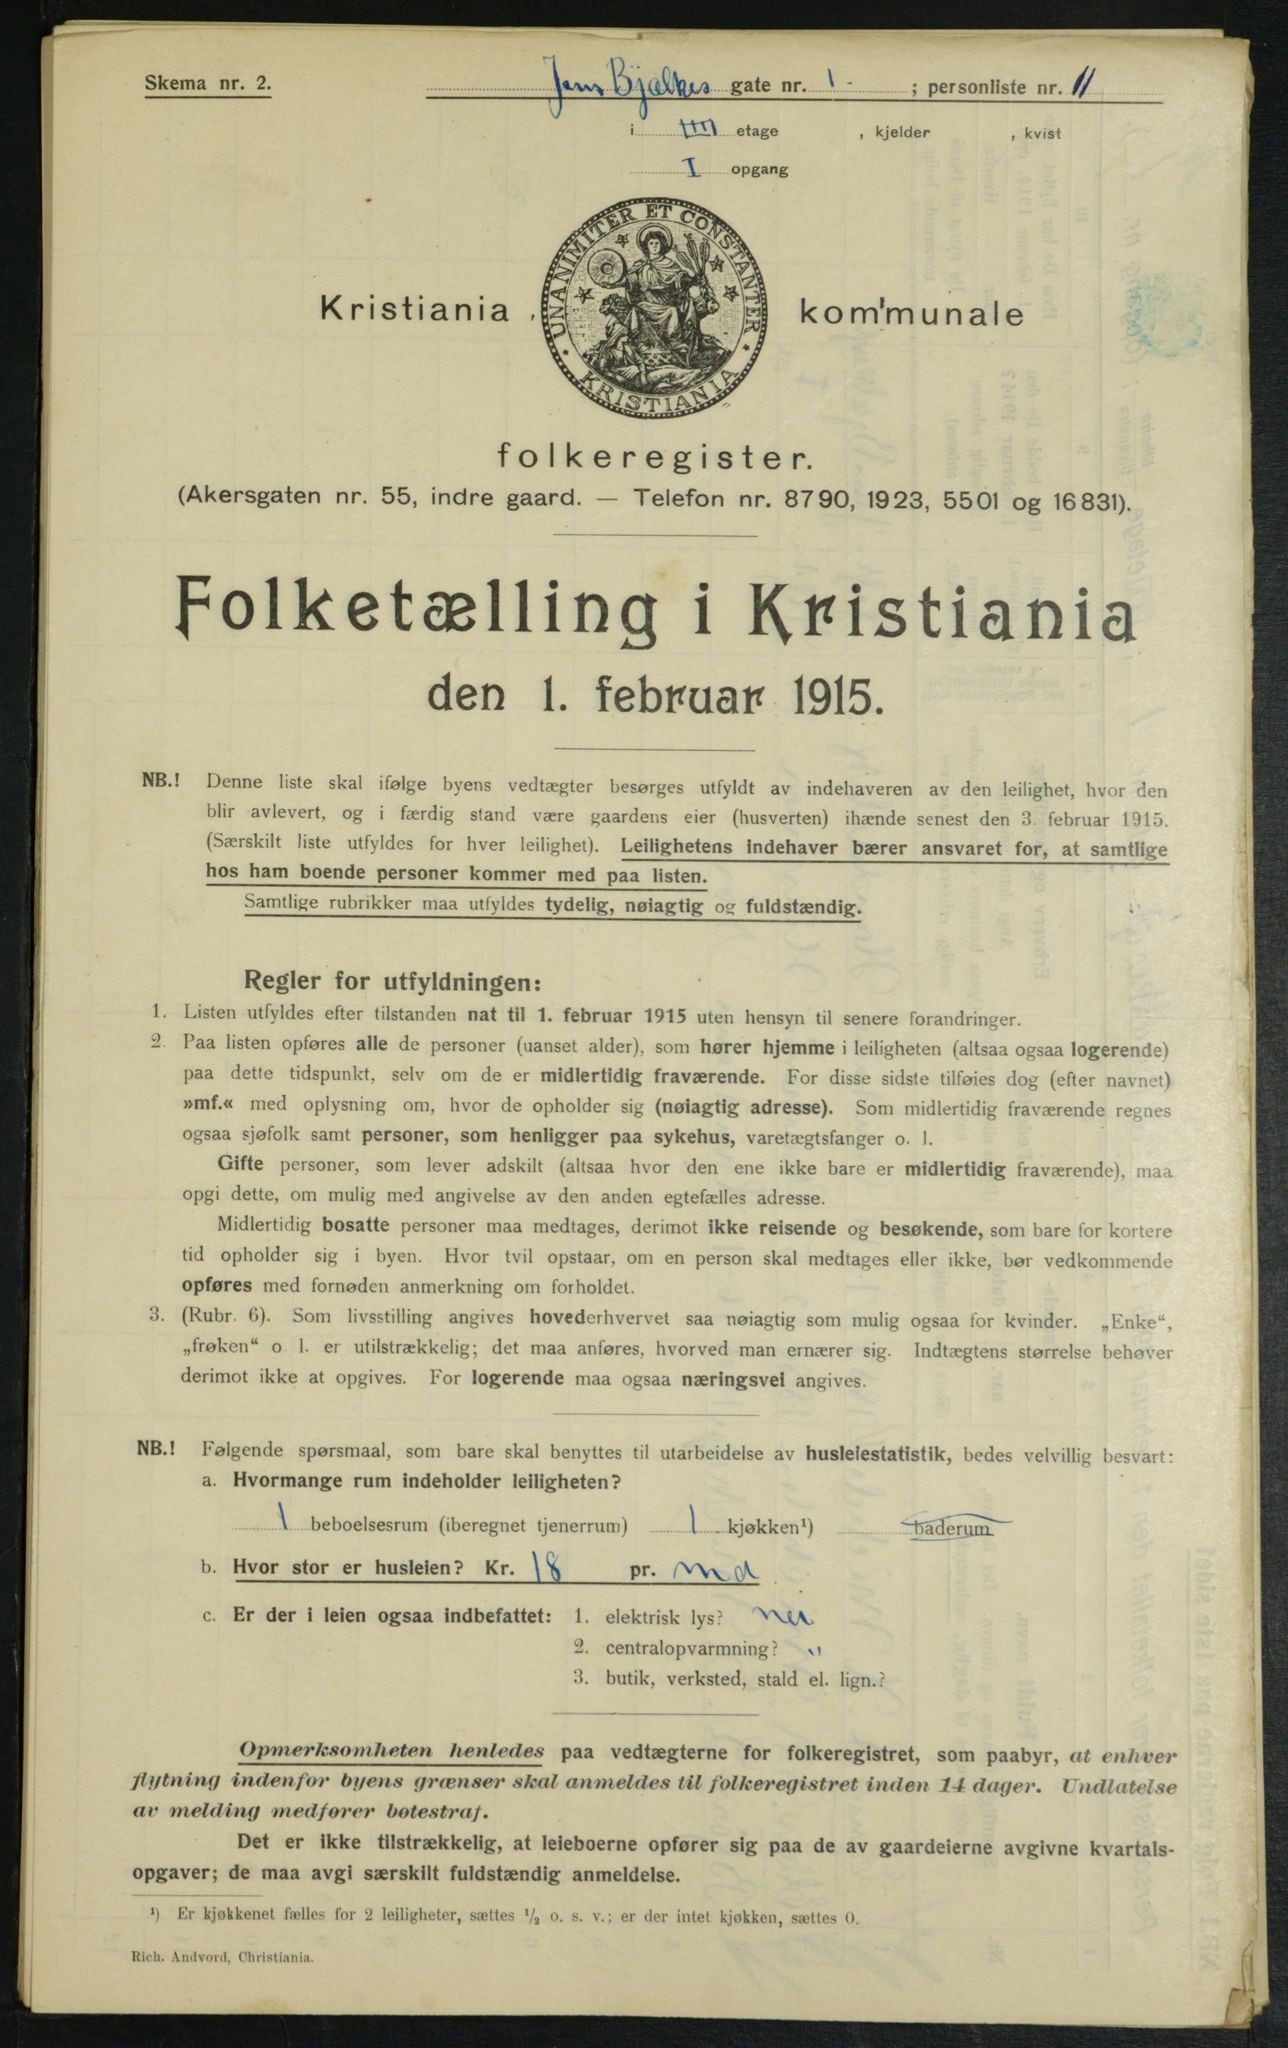 Skema nr. 2.
Jens Bjælkes gate nr. 1 ; personliste nr. 11
i IIII etage , kjelder , kvist
I opgang
UNANIMITER ET CONSTANTER
KRISTIANIA
Kristiania kommunale
folkeregister.
(Akersgaten nr. 55, indre gaard. — Telefon nr. 8790, 1923, 5501 og 16831).
Folketælling i Kristiania
den 1. februar 1915.
NB.! Denne liste skal ifølge byens vedtægter besørges utfyldt av indehaveren av den leilighet, hvor den
blir avlevert, og i færdig stand være gaardens eier (husverten) ihænde senest den 3. februar 1915.
(Særskilt liste utfyldes for hver leilighet). Leilighetens indehaver bærer ansvaret for, at samtlige
hos ham boende personer kommer med paa listen.
Samtlige rubrikker maa utfyldes tydelig, nøiagtig og fuldstændig.
Regler for utfyldningen:
1. Listen utfyldes efter tilstanden nat til 1. februar 1915 uten hensyn til senere forandringer.
2. Paa listen opføres alle de personer (uanset alder), som hører hjemme i leiligheten (altsaa ogsaa logerende)
paa dette tidspunkt, selv om de er midlertidig fraværende. For disse sidste tilføies dog (efter navnet)
»mf.« med oplysning om, hvor de opholder sig (nøiagtig adresse). Som midlertidig fraværende regnes
ogsaa sjøfolk samt personer, som henligger paa sykehus, varetægtsfanger o. l.
Gifte personer, som lever adskilt (altsaa hvor den ene ikke bare er midlertidig fraværende), maa
opgi dette, om mulig med angivelse av den anden egtefælles adresse.
Midlertidig bosatte personer maa medtages, derimot ikke reisende og besøkende, som bare for kortere
tid opholder sig i byen. Hvor tvil opstaar, om en person skal medtages eller ikke, bør vedkommende
opføres med fornøden anmerkning om forholdet.
3. (Rubr. 6). Som livsstilling angives hovederhvervet saa nøiagtig som mulig ogsaa for kvinder. „Enke“,
„frøken“ o l. er utilstrækkelig; det maa anføres, hvorved man ernærer sig. Indtægtens størrelse behøver
derimot ikke at opgives. For logerende maa ogsaa næringsvei angives.
NB.! Følgende spørsmaal, som bare skal benyttes til utarbeidelse av husleiestatistik, bedes velvillig besvart:
a. Hvormange rum indeholder leiligheten?
1 beboelsesrum (iberegnet tjenerrum) 1 kjøkken¹) baderum
b. Hvor stor er husleien? Kr. 18 pr. md
c. Er der i leien ogsaa indbefattet: 1. elektrisk lys? nei
2. centralopvarmning? "
3. butik, verksted, stald el. lign.?
Opmerksomheten henledes paa vedtægterne for folkeregistret, som paabyr, at enhver
flytning indenfor byens grænser skal anmeldes til folkeregistret inden 14 dager. Undlatelse
av melding medfører bøtestraf.
Det er ikke tilstrækkelig, at leieboerne opfører sig paa de av gaardeierne avgivne kvartals-
opgaver; de maa avgi særskilt fuldstændig anmeldelse.
¹) Er kjøkkenet fælles for 2 leiligheter, sættes ½ o. s. v.; er der intet kjøkken, sættes 0.
Rich. Andvord, Christiania.